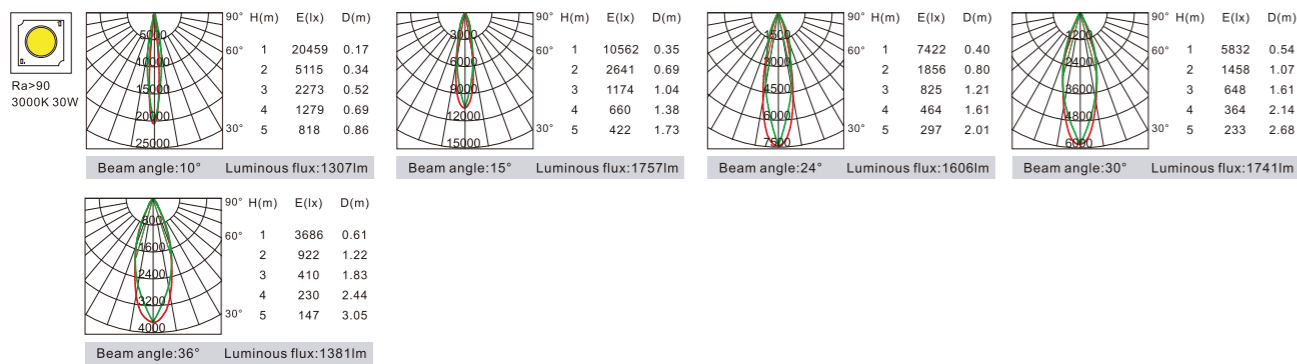 Ra>90
3000K 30W
5000
10000
15000
20000
25000
90°
60°
30°
H(m) E(lx) D(m)
1 20459 0.17
2 5115 0.34
3 2273 0.52
4 1279 0.69
5 818 0.86
Beam angle:10° Luminous flux:1307lm
3000
6000
9000
12000
15000
90°
60°
30°
H(m) E(lx) D(m)
1 10562 0.35
2 2641 0.69
3 1174 1.04
4 660 1.38
5 422 1.73
Beam angle:15° Luminous flux:1757lm
1500
3000
4500
6000
7500
90°
60°
30°
H(m) E(lx) D(m)
1 7422 0.40
2 1856 0.80
3 825 1.21
4 464 1.61
5 297 2.01
Beam angle:24° Luminous flux:1606lm
1200
2400
3600
4800
6000
90°
60°
30°
H(m) E(lx) D(m)
1 5832 0.54
2 1458 1.07
3 648 1.61
4 364 2.14
5 233 2.68
Beam angle:30° Luminous flux:1741lm
800
1600
2400
3200
4000
90°
60°
30°
H(m) E(lx) D(m)
1 3686 0.61
2 922 1.22
3 410 1.83
4 230 2.44
5 147 3.05
Beam angle:36° Luminous flux:1381lm